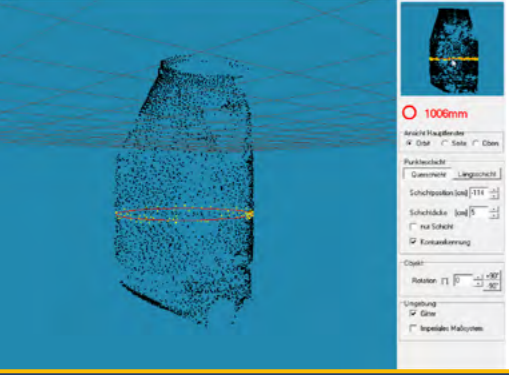 1006mm
Ansicht Hauptfenster
Orbit Seite Oben
Punkteschicht
Querschicht Längsschicht
Schichtposition [cm] -114
Schichtdicke [cm] 5
nur Schicht
Konturerkennung
Objekt
Rotation 0 +90° -90°
Umgebung
Gitter
Imperiales Maßsystem